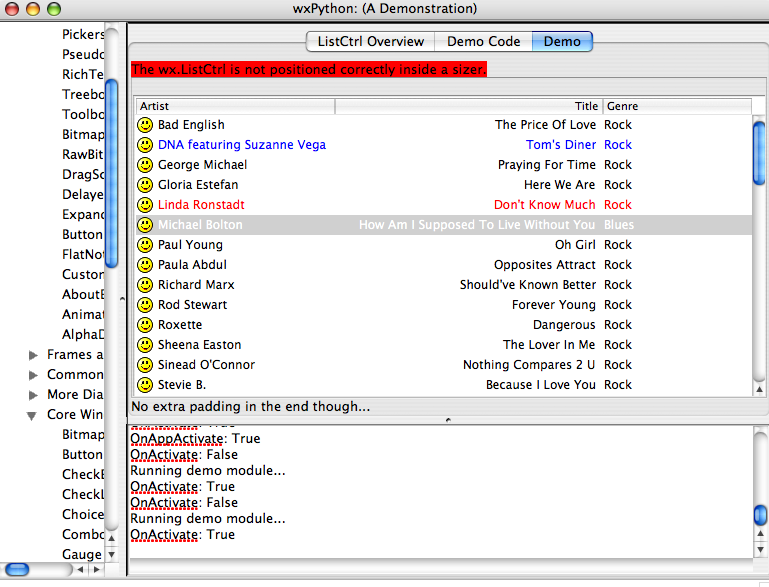 wxPython: (A Demonstration)
ListCtrl Overview Demo Code Demo
Pickers
Pseudo
RichTe
Treebo
Toolbo
Bitmap
RawBit
DragSc
Delaye
Expand
Button
FlatNot
Custon
AboutE
Animat
AlphaD
Frames a
Common
More Dia
Core Win
Bitmap
Button
CheckB
CheckL
Choice
Combo
Gauge
The wx.ListCtrl is not positioned correctly inside a sizer.
Artist Title Genre
Bad English The Price Of Love Rock
DNA featuring Suzanne Vega Tom's Diner Rock
George Michael Praying For Time Rock
Gloria Estefan Here We Are Rock
Linda Ronstadt Don't Know Much Rock
Michael Bolton How Am I Supposed To Live Without You Blues
Paul Young Oh Girl Rock
Paula Abdul Opposites Attract Rock
Richard Marx Should've Known Better Rock
Rod Stewart Forever Young Rock
Roxette Dangerous Rock
Sheena Easton The Lover In Me Rock
Sinead O'Connor Nothing Compares 2 U Rock
Stevie B. Because I Love You Rock
No extra padding in the end though...
OnAppActivate: True
OnActivate: False
Running demo module...
OnActivate: True
OnActivate: False
Running demo module...
OnActivate: True